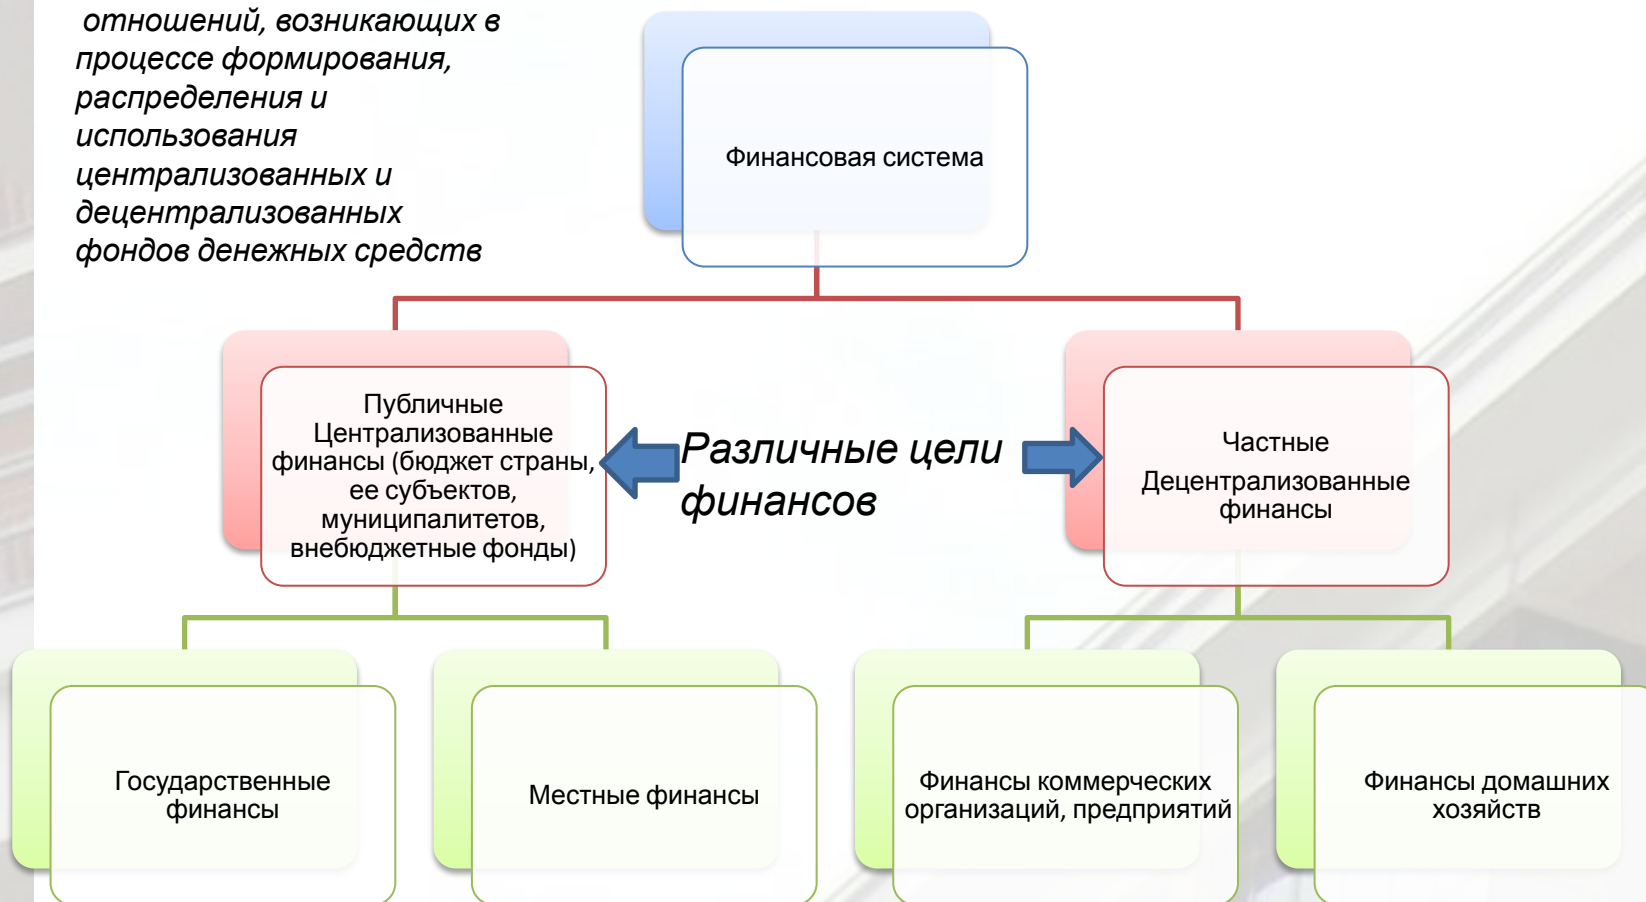 отношений, возникающих в
процессе формирования,
распределения и
использования
централизованных и
децентрализованных
фондов денежных средств
Финансовая система
Публичные
Централизованные
финансы (бюджет страны,
ее субъектов,
муниципалитетов,
внебюджетные фонды)
Различные цели
финансов
Частные
Децентрализованные
финансы
Государственные
финансы
Местные финансы
Финансы коммерческих
организаций, предприятий
Финансы домашних
хозяйств